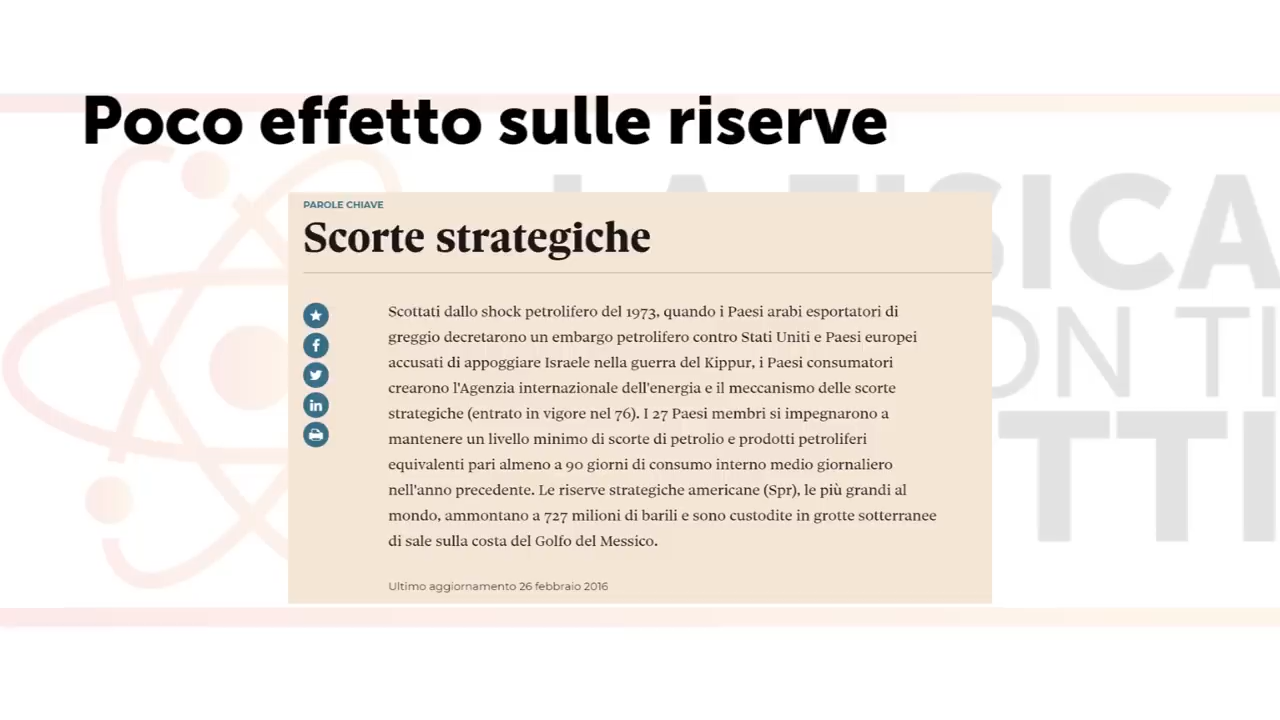 Poco effetto sulle riserve
LA FISICA
NON TI
TT
PAROLE CHIAVE
Scorte strategiche
Scottati dallo shock petrolifero del 1973, quando i Paesi arabi esportatori di
greggio decretarono un embargo petrolifero contro Stati Uniti e Paesi europei
accusati di appoggiare Israele nella guerra del Kippur, i Paesi consumatori
crearono l'Agenzia internazionale dell'energia e il meccanismo delle scorte
strategiche (entrato in vigore nel 76). I 27 Paesi membri si impegnarono a
mantenere un livello minimo di scorte di petrolio e prodotti petroliferi
equivalenti pari almeno a 90 giorni di consumo interno medio giornaliero
nell'anno precedente. Le riserve strategiche americane (Spr), le più grandi al
mondo, ammontano a 727 milioni di barili e sono custodite in grotte sotterranee
di sale sulla costa del Golfo del Messico.
Ultimo aggiornamento 26 febbraio 2016